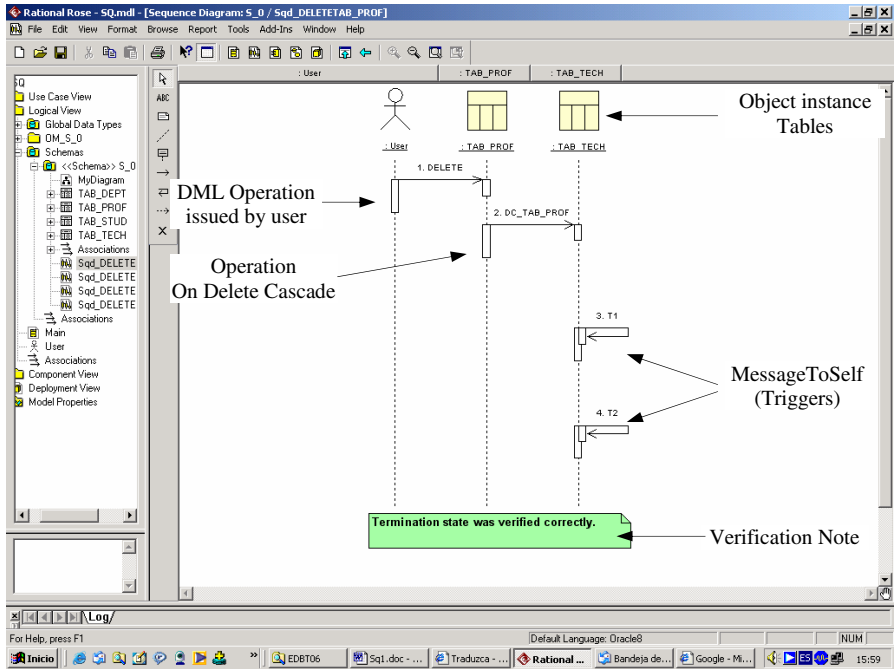 Rational Rose - SQ.mdl - [Sequence Diagram: S_0 / Sqd_DELETETAB_PROF]
File Edit View Format Browse Report Tools Add-Ins Window Help
: User : TAB_PROF : TAB_TECH
SQ
Use Case View
Logical View
Global Data Types
OM_S_0
Schemas
<<Schema>> S_0
MyDiagram
TAB_DEPT
TAB_PROF
TAB_STUD
TAB_TECH
Associations
Sqd_DELETE
Sqd_DELETE
Sqd_DELETE
Sqd_DELETE
Associations
Main
User
Associations
Component View
Deployment View
Model Properties
ABC
: User : TAB_PROF : TAB_TECH
Object instance
Tables
1. DELETE
DML Operation
issued by user
2. DC_TAB_PROF
Operation
On Delete Cascade
3. T1
MessageToSelf
(Triggers)
4. T2
Termination state was verified correctly.
Verification Note
Log
For Help, press F1 Default Language: Oracle8 NUM
Inicio » EDBT06 Sq1.doc - ... Traduzca - ... Rational ... Bandeja de... Google - Mi... ES 15:59